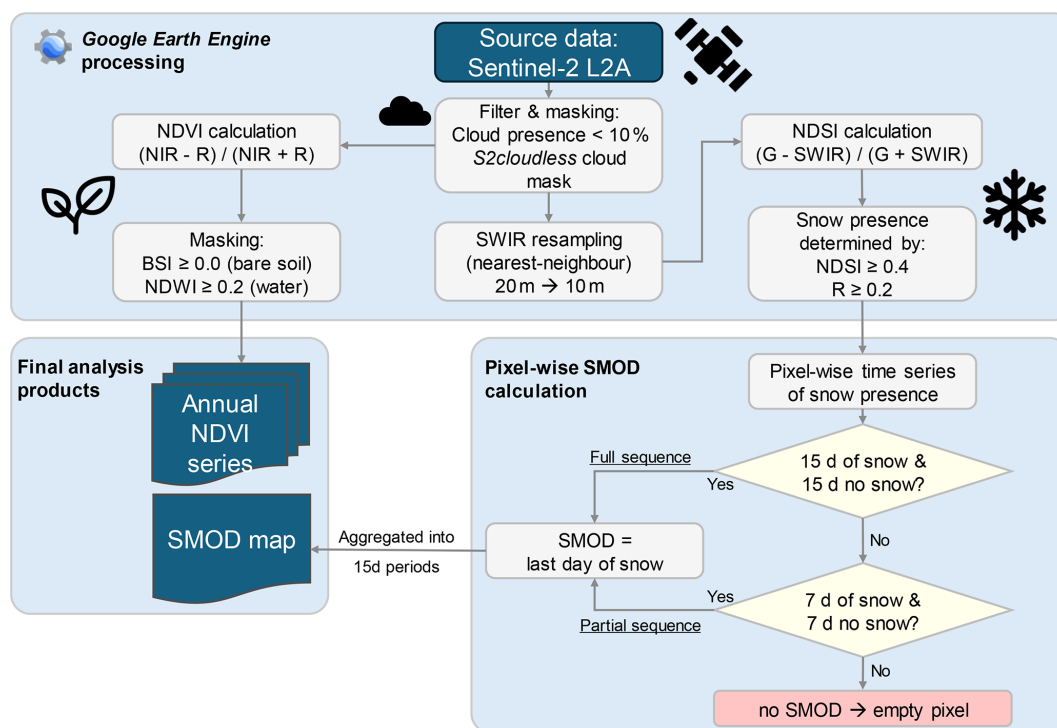 Google Earth Engine
processing
Source data:
Sentinel-2 L2A
Filter & masking:
Cloud presence < 10 %
S2cloudless cloud
mask
NDVI calculation
(NIR - R) / (NIR + R)
NDSI calculation
(G - SWIR) / (G + SWIR)
Masking:
BSI ≥ 0.0 (bare soil)
NDWI ≥ 0.2 (water)
SWIR resampling
(nearest-neighbour)
20 m → 10 m
Snow presence
determined by:
NDSI ≥ 0.4
R ≥ 0.2
Final analysis
products
Annual
NDVI
series
SMOD map
Pixel-wise SMOD
calculation
Pixel-wise time series
of snow presence
15 d of snow &
15 d no snow?
Full sequence
Yes
No
SMOD =
last day of snow
Aggregated into
15d periods
7 d of snow &
7 d no snow?
Yes
Partial sequence
No
no SMOD → empty pixel